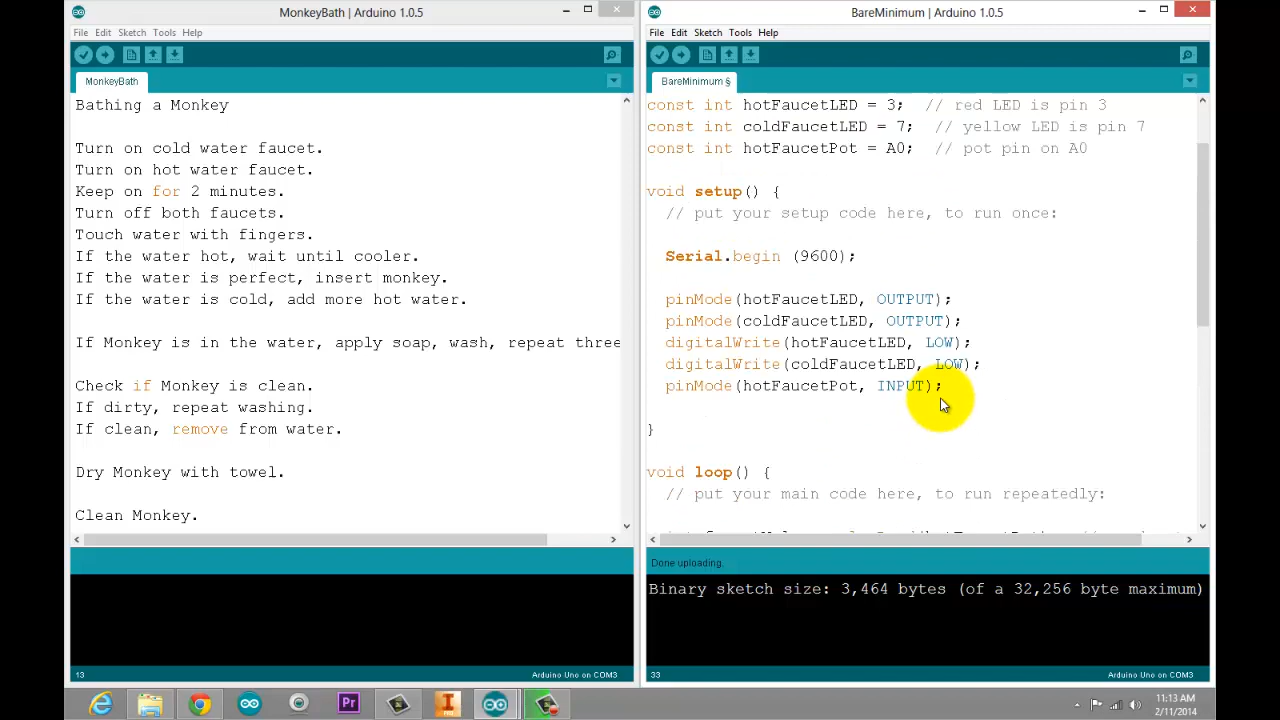 MonkeyBath | Arduino 1.0.5
File Edit Sketch Tools Help
MonkeyBath
Bathing a Monkey
Turn on cold water faucet.
Turn on hot water faucet.
Keep on for 2 minutes.
Turn off both faucets.
Touch water with fingers.
If the water hot, wait until cooler.
If the water is perfect, insert monkey.
If the water is cold, add more hot water.
If Monkey is in the water, apply soap, wash, repeat three
Check if Monkey is clean.
If dirty, repeat washing.
If clean, remove from water.
Dry Monkey with towel.
Clean Monkey.
13
Arduino Uno on COM3
BareMinimum | Arduino 1.0.5
File Edit Sketch Tools Help
BareMinimum §
const int hotFaucetLED = 3;  // red LED is pin 3
const int coldFaucetLED = 7;  // yellow LED is pin 7
const int hotFaucetPot = A0;  // pot pin on A0
void setup() {
// put your setup code here, to run once:
Serial.begin (9600);
pinMode(hotFaucetLED, OUTPUT);
pinMode(coldFaucetLED, OUTPUT);
digitalWrite(hotFaucetLED, LOW);
digitalWrite(coldFaucetLED, LOW);
pinMode(hotFaucetPot, INPUT);
}
void loop() {
// put your main code here, to run repeatedly:
Done uploading.
Binary sketch size: 3,464 bytes (of a 32,256 byte maximum)
33
Arduino Uno on COM3
Pr
11:13 AM
2/11/2014